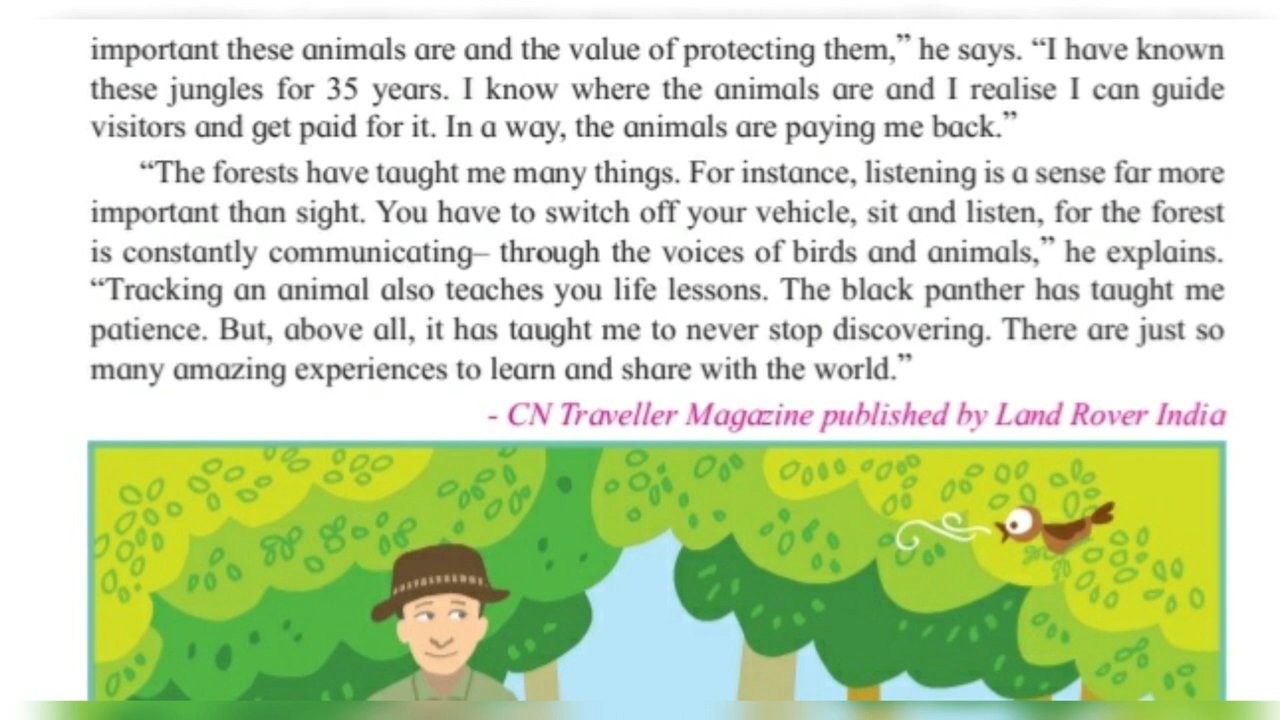 important these animals are and the value of protecting them,” he says. “I have known
these jungles for 35 years. I know where the animals are and I realise I can guide
visitors and get paid for it. In a way, the animals are paying me back.”
“The forests have taught me many things. For instance, listening is a sense far more
important than sight. You have to switch off your vehicle, sit and listen, for the forest
is constantly communicating– through the voices of birds and animals,” he explains.
“Tracking an animal also teaches you life lessons. The black panther has taught me
patience. But, above all, it has taught me to never stop discovering. There are just so
many amazing experiences to learn and share with the world.”
- CN Traveller Magazine published by Land Rover India